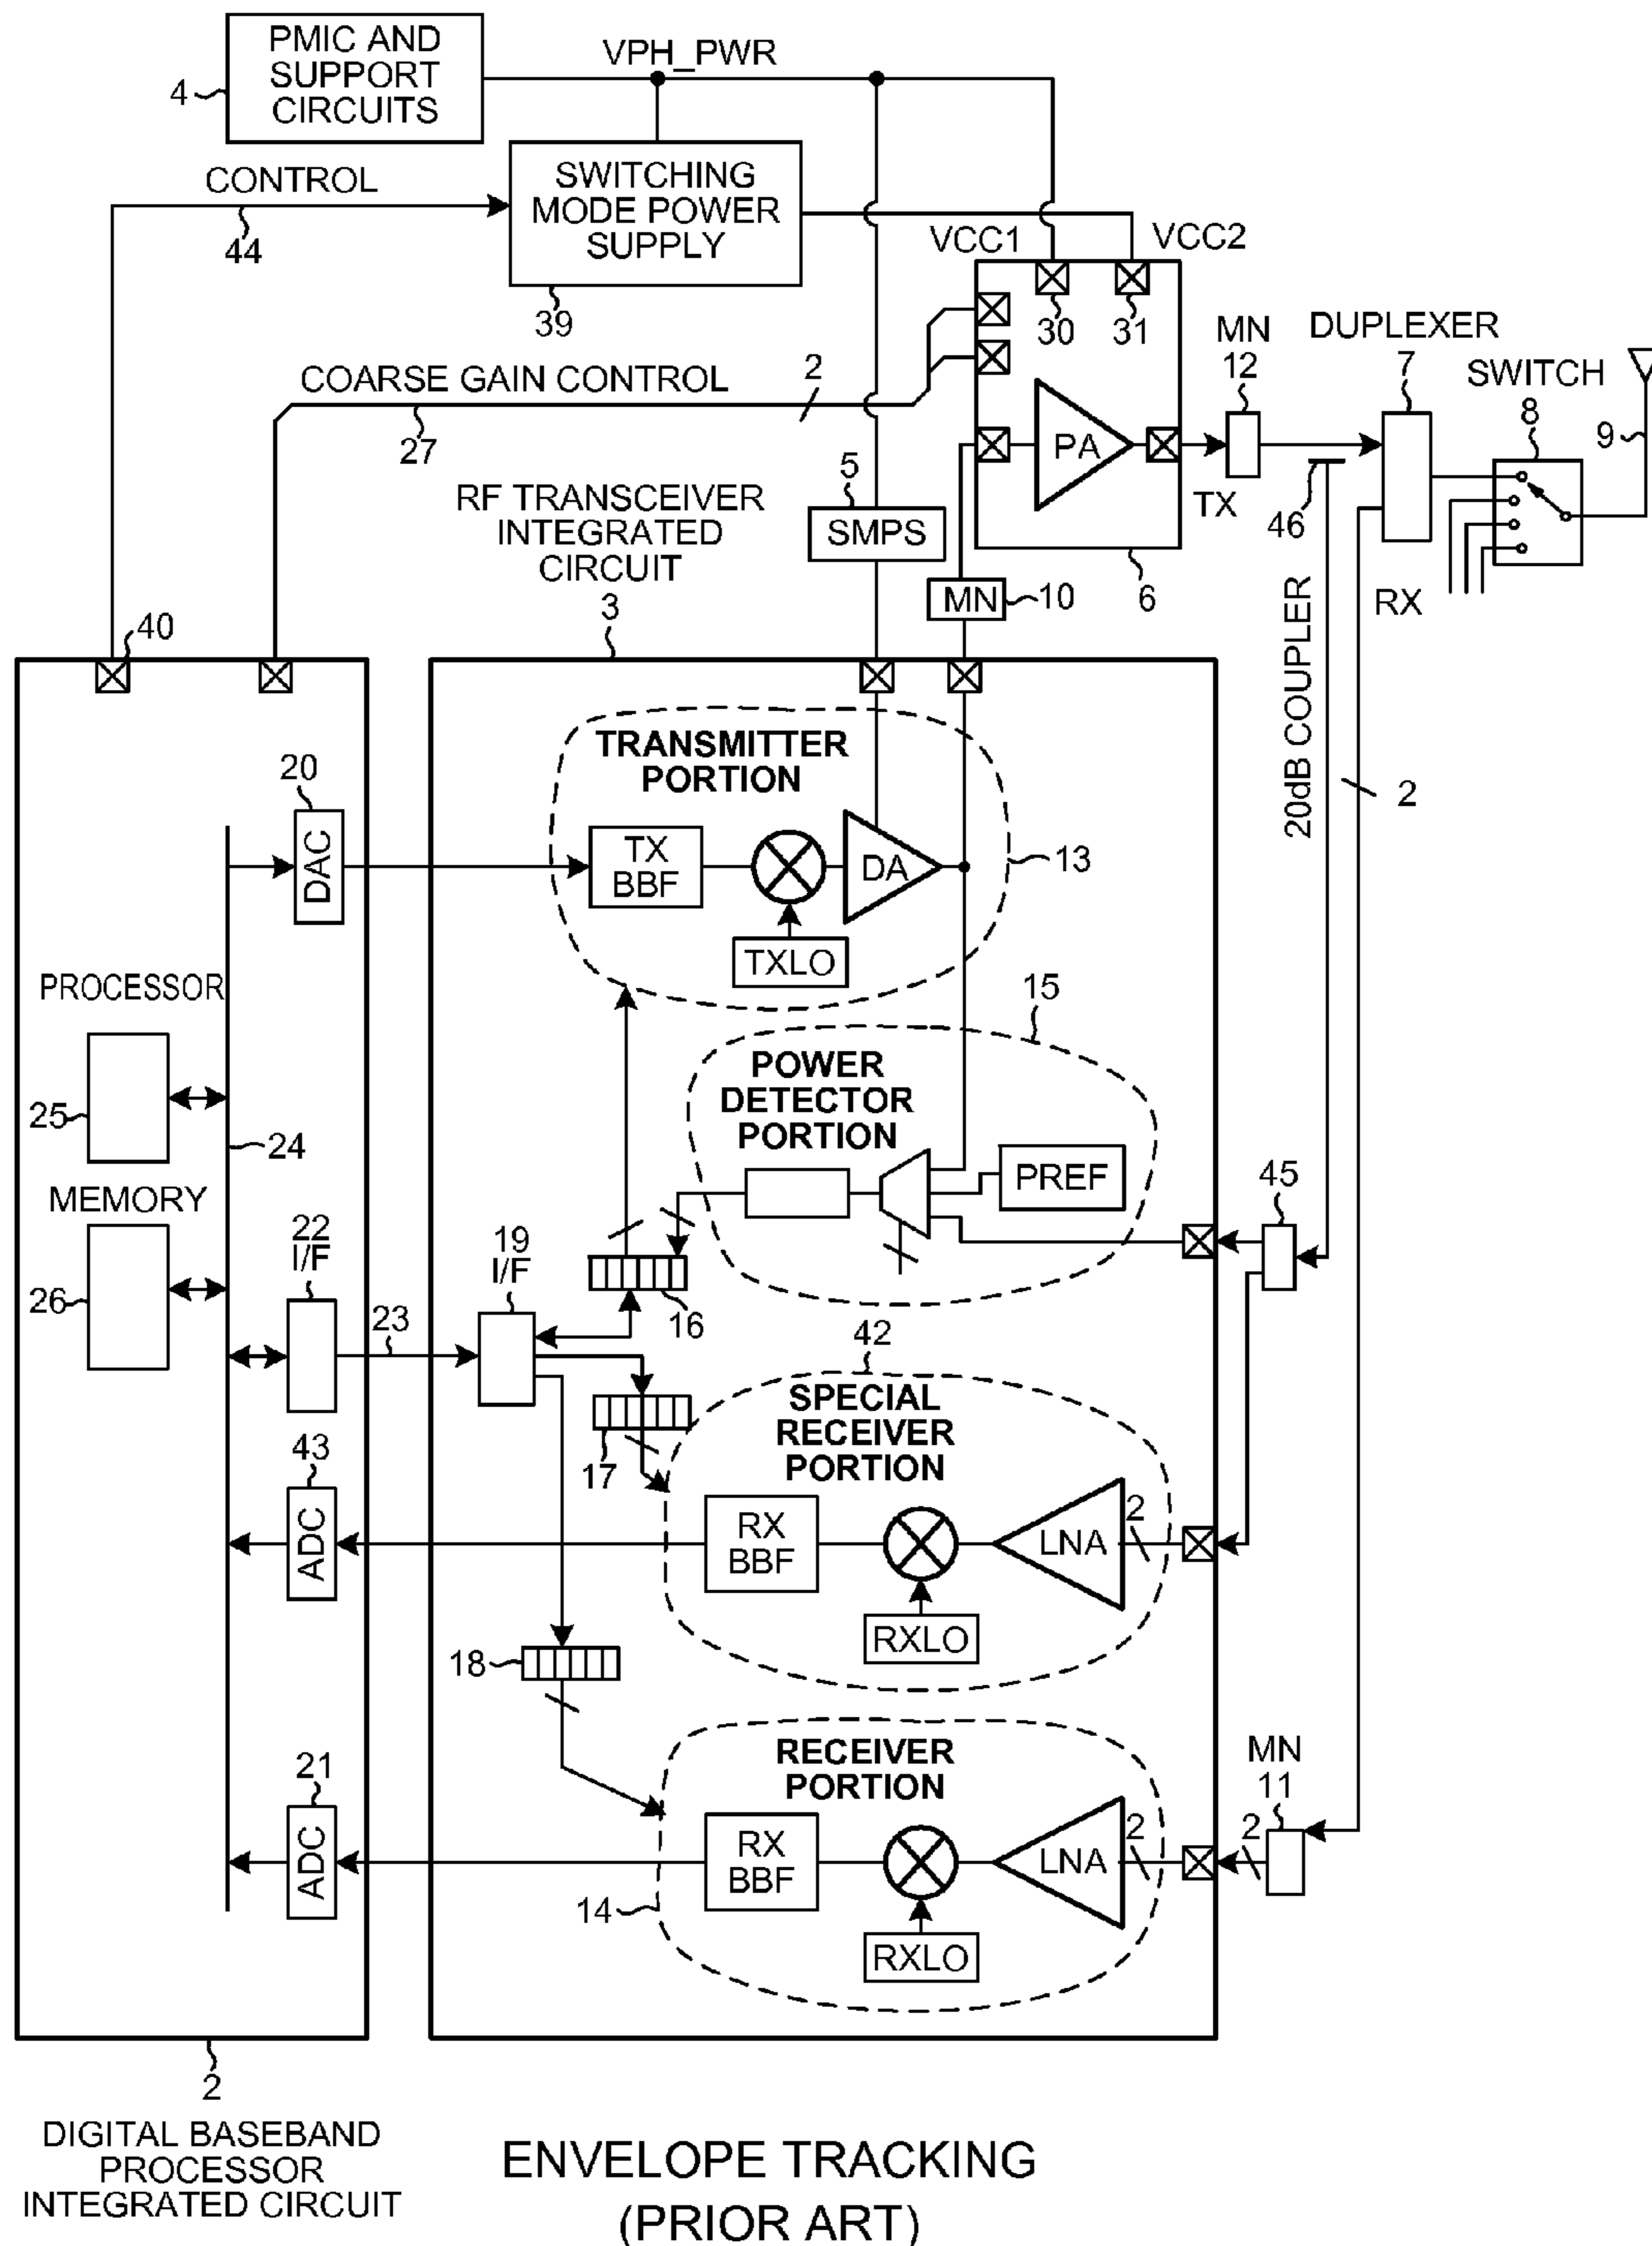 PMIC AND
SUPPORT
CIRCUITS
4
VPH_PWR
CONTROL
44
SWITCHING
MODE POWER
SUPPLY
39
VCC1
VCC2
30
31
COARSE GAIN CONTROL
27
2
MN
12
DUPLEXER
7
SWITCH
8
9
PA
TX
46
RX
6
5
SMPS
MN
10
RF TRANSCEIVER
INTEGRATED
CIRCUIT
3
40
20dB COUPLER
2
TRANSMITTER
PORTION
20
DAC
TX
BBF
DA
13
TXLO
PROCESSOR
25
24
15
POWER
DETECTOR
PORTION
PREF
45
MEMORY
26
22
I/F
19
I/F
23
16
42
SPECIAL
RECEIVER
PORTION
17
43
ADC
RX
BBF
LNA
2
RXLO
18
RECEIVER
PORTION
MN
11
21
ADC
RX
BBF
LNA
2
2
14
RXLO
2
DIGITAL BASEBAND
PROCESSOR
INTEGRATED CIRCUIT
ENVELOPE TRACKING
(PRIOR ART)